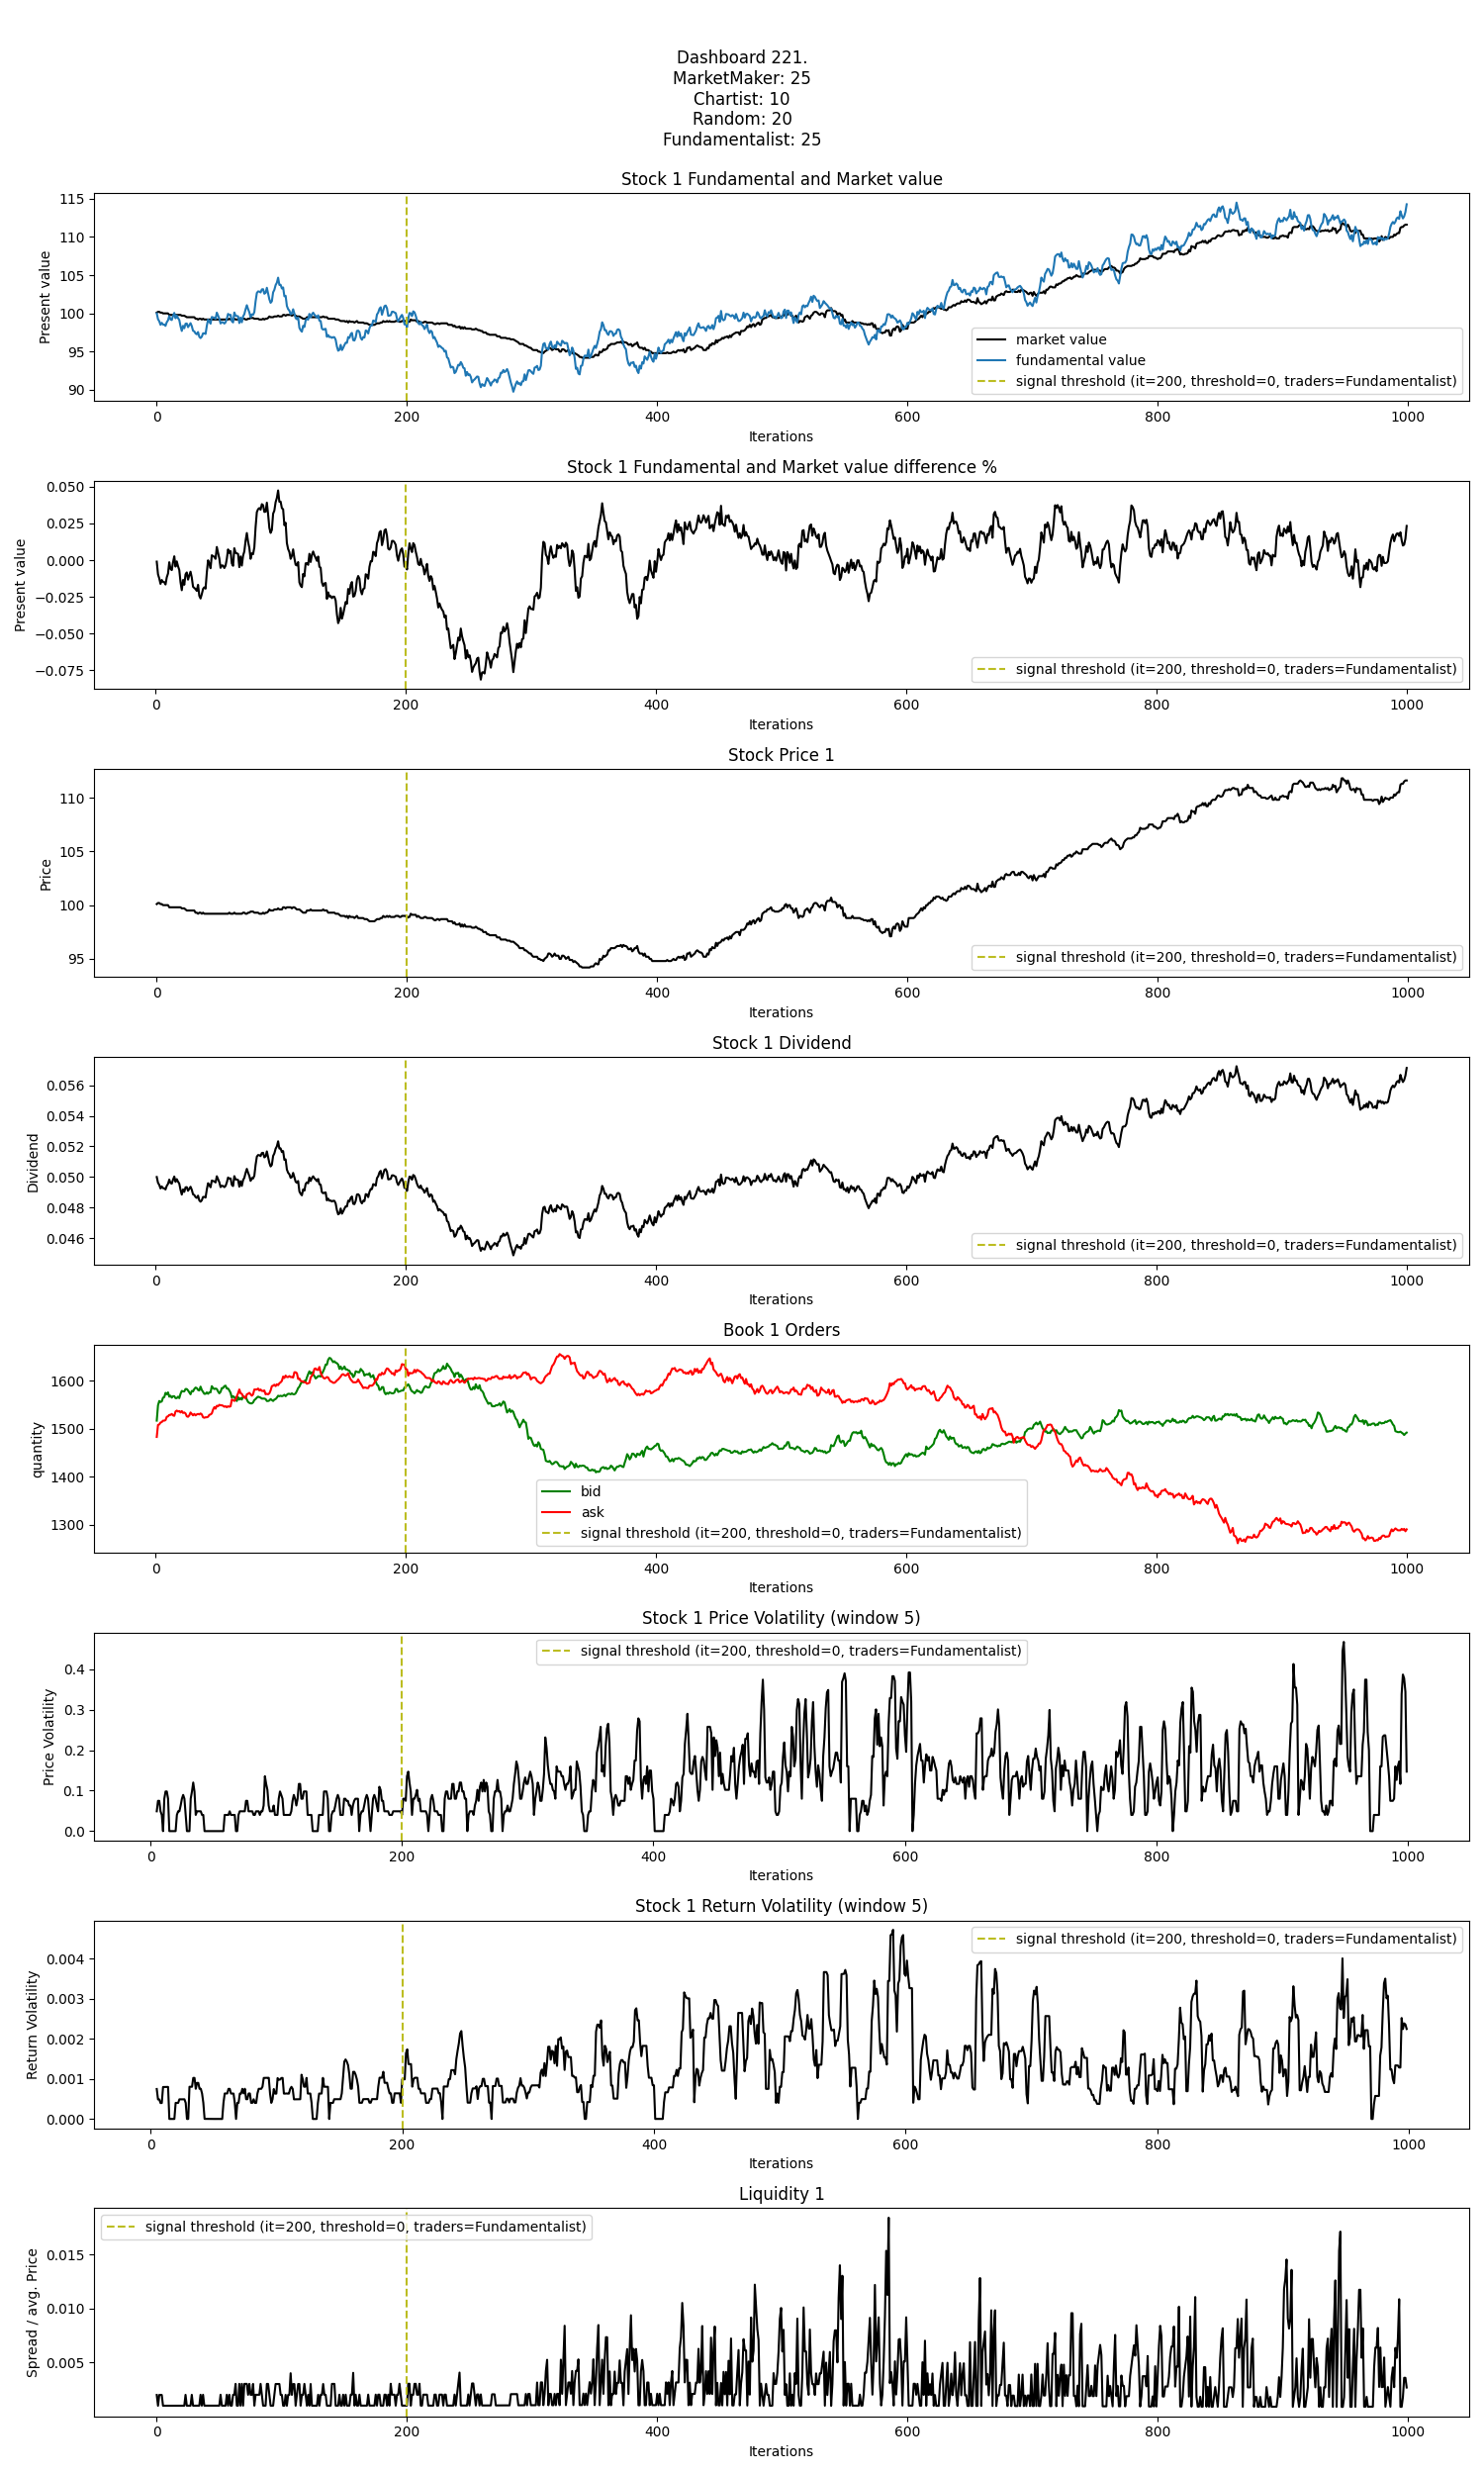 Dashboard 221.
MarketMaker: 25
Chartist: 10
Random: 20
Fundamentalist: 25
Stock 1 Fundamental and Market value
Present value
115
110
105
100
95
90
market value
fundamental value
signal threshold (it=200, threshold=0, traders=Fundamentalist)
0 200 400 600 800 1000
Iterations
Stock 1 Fundamental and Market value difference %
Present value
0.050
0.025
0.000
−0.025
−0.050
−0.075
signal threshold (it=200, threshold=0, traders=Fundamentalist)
0 200 400 600 800 1000
Iterations
Stock Price 1
Price
110
105
100
95
signal threshold (it=200, threshold=0, traders=Fundamentalist)
0 200 400 600 800 1000
Iterations
Stock 1 Dividend
Dividend
0.056
0.054
0.052
0.050
0.048
0.046
signal threshold (it=200, threshold=0, traders=Fundamentalist)
0 200 400 600 800 1000
Iterations
Book 1 Orders
quantity
1600
1500
1400
1300
bid
ask
signal threshold (it=200, threshold=0, traders=Fundamentalist)
0 200 400 600 800 1000
Iterations
Stock 1 Price Volatility (window 5)
Price Volatility
signal threshold (it=200, threshold=0, traders=Fundamentalist)
0.4
0.3
0.2
0.1
0.0
0 200 400 600 800 1000
Iterations
Stock 1 Return Volatility (window 5)
Return Volatility
signal threshold (it=200, threshold=0, traders=Fundamentalist)
0.004
0.003
0.002
0.001
0.000
0 200 400 600 800 1000
Iterations
Liquidity 1
Spread / avg. Price
signal threshold (it=200, threshold=0, traders=Fundamentalist)
0.015
0.010
0.005
0 200 400 600 800 1000
Iterations